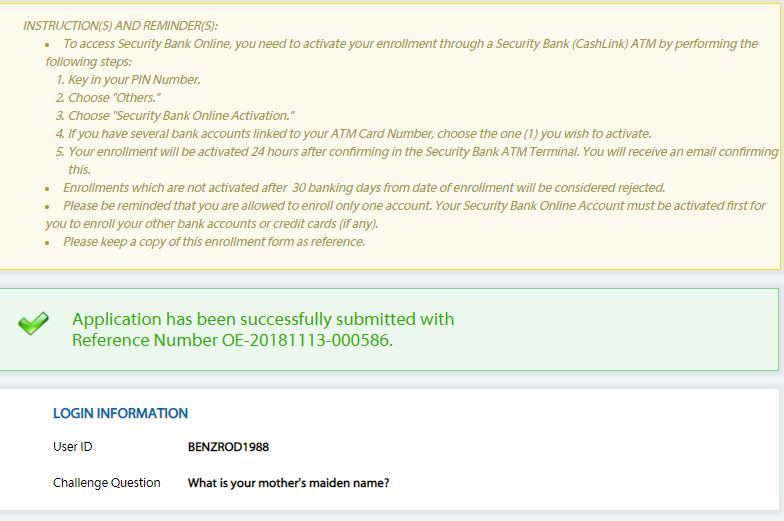 INSTRUCTION(S) AND REMINDER(S):
• To access Security Bank Online, you need to activate your enrollment through a Security Bank (CashLink) ATM by performing the
following steps:
1. Key in your PIN Number.
2. Choose "Others."
3. Choose "Security Bank Online Activation."
4. If you have several bank accounts linked to your ATM Card Number, choose the one (1) you wish to activate.
5. Your enrollment will be activated 24 hours after confirming in the Security Bank ATM Terminal. You will receive an email confirming
this.
• Enrollments which are not activated after 30 banking days from date of enrollment will be considered rejected.
• Please be reminded that you are allowed to enroll only one account. Your Security Bank Online Account must be activated first for
you to enroll your other bank accounts or credit cards (if any).
• Please keep a copy of this enrollment form as reference.
Application has been successfully submitted with
Reference Number OE-20181113-000586.
LOGIN INFORMATION
User ID BENZROD1988
Challenge Question What is your mother's maiden name?